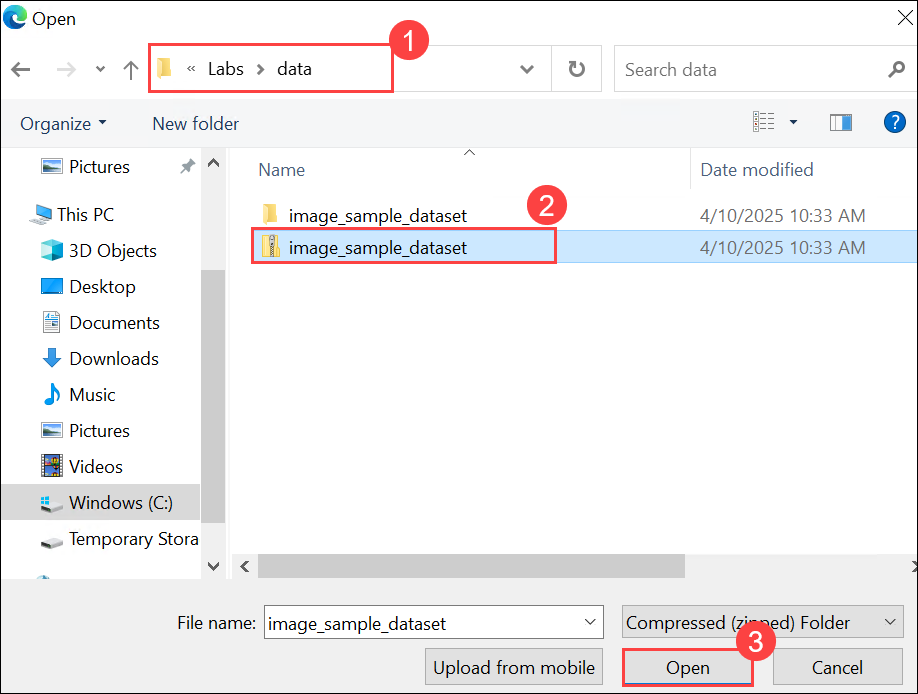 Open
1
« Labs > data
Search data
Organize
New folder
?
Name
Date modified
Pictures
This PC
3D Objects
Desktop
Documents
Downloads
Music
Pictures
Videos
Windows (C:)
Temporary Stora
image_sample_dataset
4/10/2025 10:33 AM
2
image_sample_dataset
4/10/2025 10:33 AM
File name:
image_sample_dataset
Compressed (zipped) Folder
3
Upload from mobile
Open
Cancel